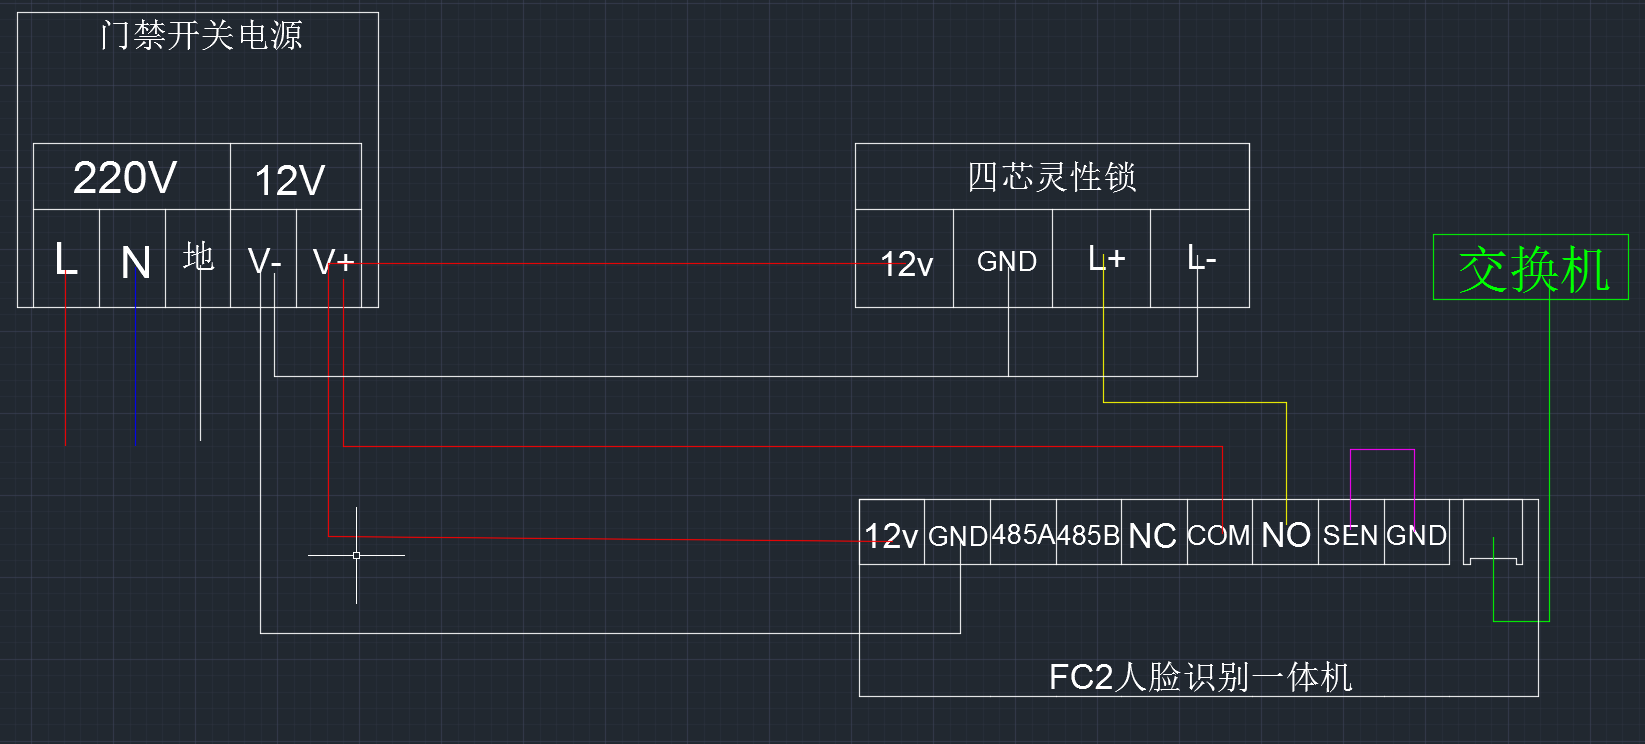 门禁开关电源
220V 12V
L N 地 V- V+
四芯灵性锁
12v GND L+ L-
交换机
12v GND 485A 485B NC COM NO SEN GND
FC2人脸识别一体机